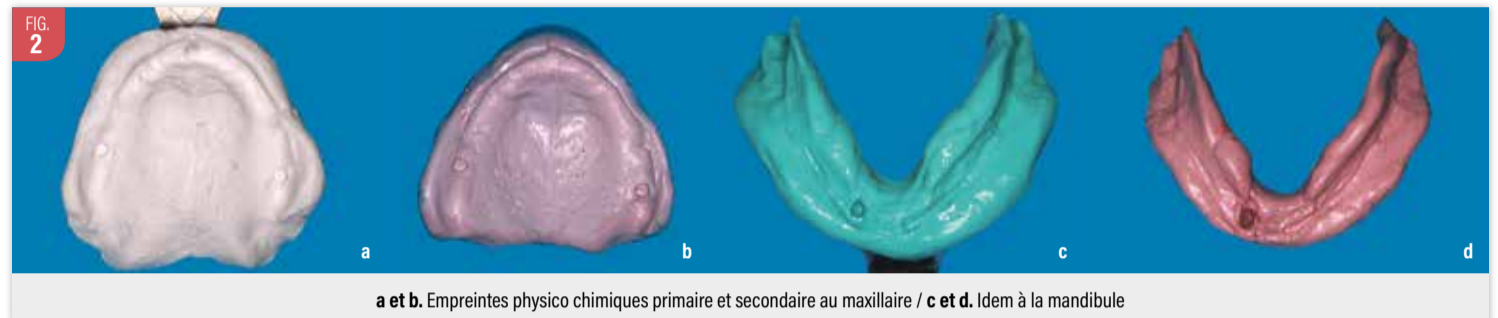 FIG.
2
a
b
c
d
a et b. Empreintes physico chimiques primaire et secondaire au maxillaire / c et d. Idem à la mandibule